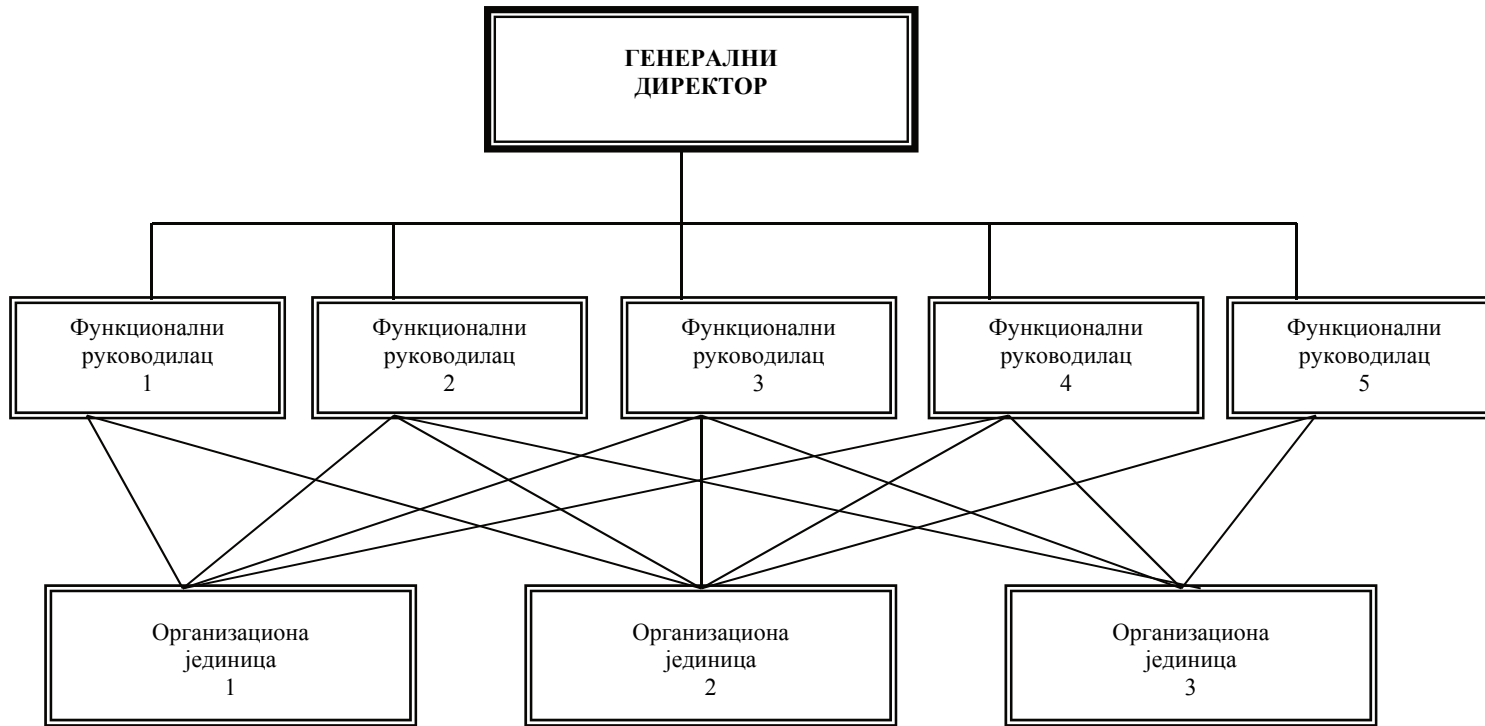 ГЕНЕРАЛНИ
ДИРЕКТОР
Функционални
руководилац
1
Функционални
руководилац
2
Функционални
руководилац
3
Функционални
руководилац
4
Функционални
руководилац
5
Организациона
јединица
1
Организациона
јединица
2
Организациона
јединица
3